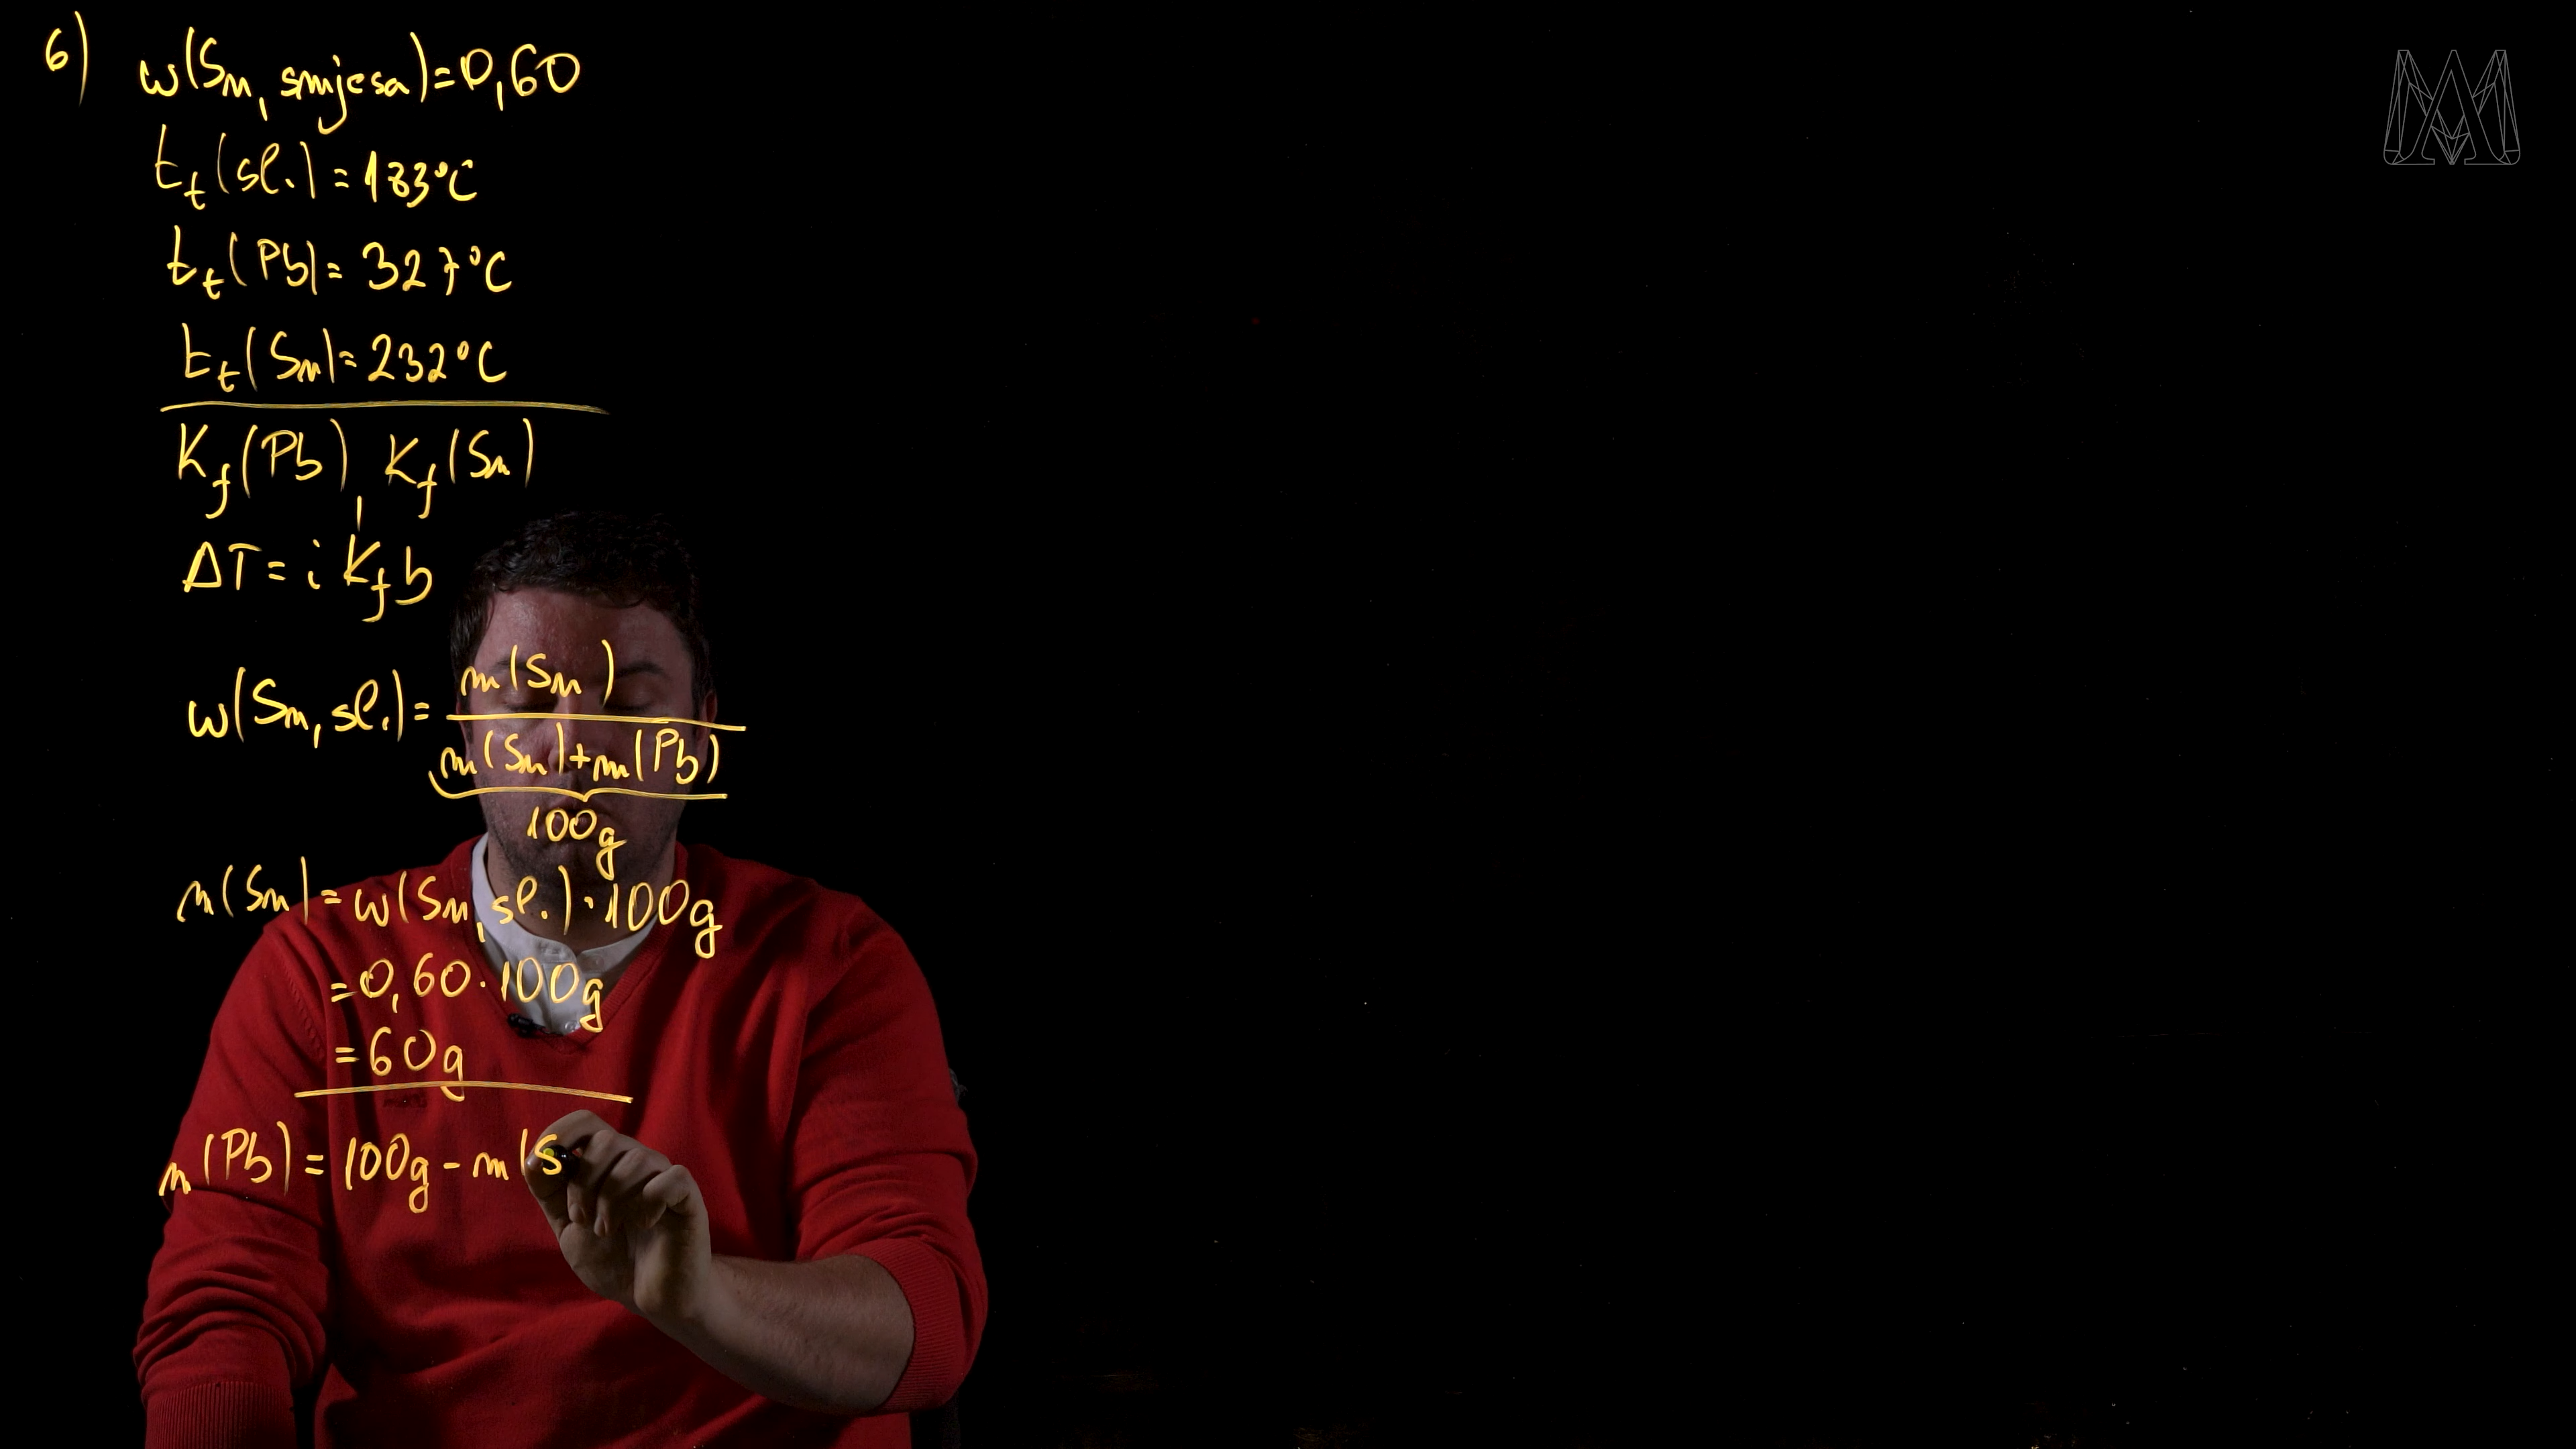 6) w(Sn, smjesa)=0,60
t_t(sl.)=183°C
t_t(Pb)=327°C
t_t(Sn)=232°C
K_f(Pb), K_f(Sn)
ΔT = i K_f b
w(Sn, sl.) = m(Sn) / m(Sn)+m(Pb)
100g
m(Sn) = w(Sn, sl.) · 100g
= 0,60 · 100g
= 60g
m(Pb) = 100g - m(S